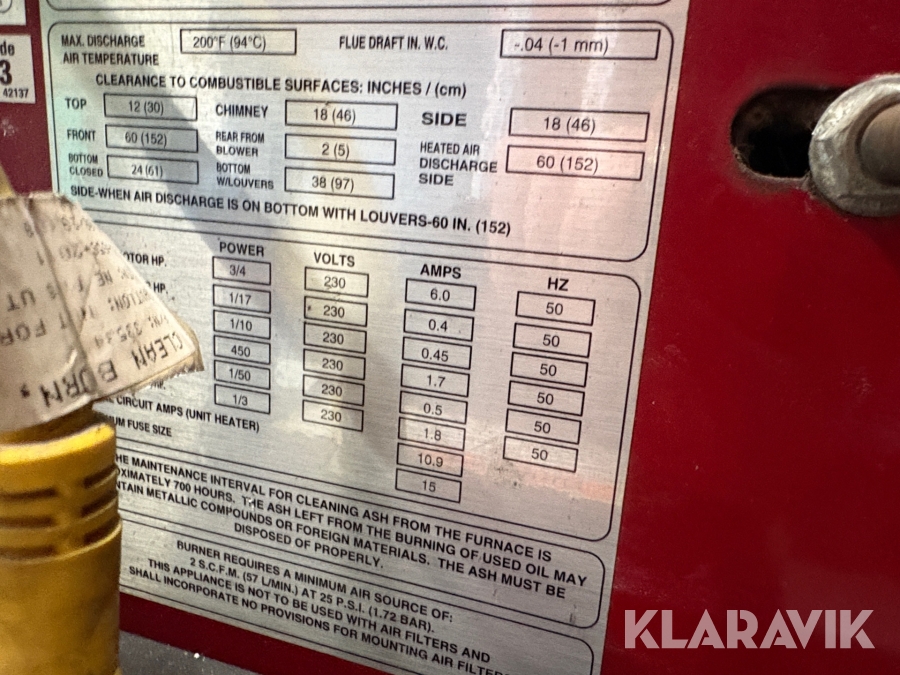 de
3
42137
MAX. DISCHARGE AIR TEMPERATURE 200°F (94°C) FLUE DRAFT IN. W.C. -.04 (-1 mm)
CLEARANCE TO COMBUSTIBLE SURFACES: INCHES / (cm)
TOP 12 (30) CHIMNEY 18 (46) SIDE 18 (46)
FRONT 60 (152) REAR FROM BLOWER 2 (5) HEATED AIR DISCHARGE SIDE 60 (152)
BOTTOM CLOSED 24 (61) BOTTOM W/LOUVERS 38 (97)
SIDE-WHEN AIR DISCHARGE IS ON BOTTOM WITH LOUVERS-60 IN. (152)
POWER VOLTS AMPS HZ
OTOR HP. 3/4 230 6.0 50
HP. 1/17 230 0.4 50
1/10 230 0.45 50
450 230 1.7 50
1/50 230 0.5 50
1/3 230 1.8 50
CIRCUIT AMPS (UNIT HEATER) 10.9
UM FUSE SIZE 15
HE MAINTENANCE INTERVAL FOR CLEANING ASH FROM THE FURNACE IS
OXIMATELY 700 HOURS. THE ASH LEFT FROM THE BURNING OF USED OIL MAY
NTAIN METALLIC COMPOUNDS OR FOREIGN MATERIALS. THE ASH MUST BE
DISPOSED OF PROPERLY.
BURNER REQUIRES A MINIMUM AIR SOURCE OF:
2 S.C.F.M. (57 L/MIN.) AT 25 P.S.I. (1.72 BAR).
THIS APPLIANCE IS NOT TO BE USED WITH AIR FILTERS AND
SHALL INCORPORATE NO PROVISIONS FOR MOUNTING AIR FILTER
CLEAN BURN,
KLARAVIK